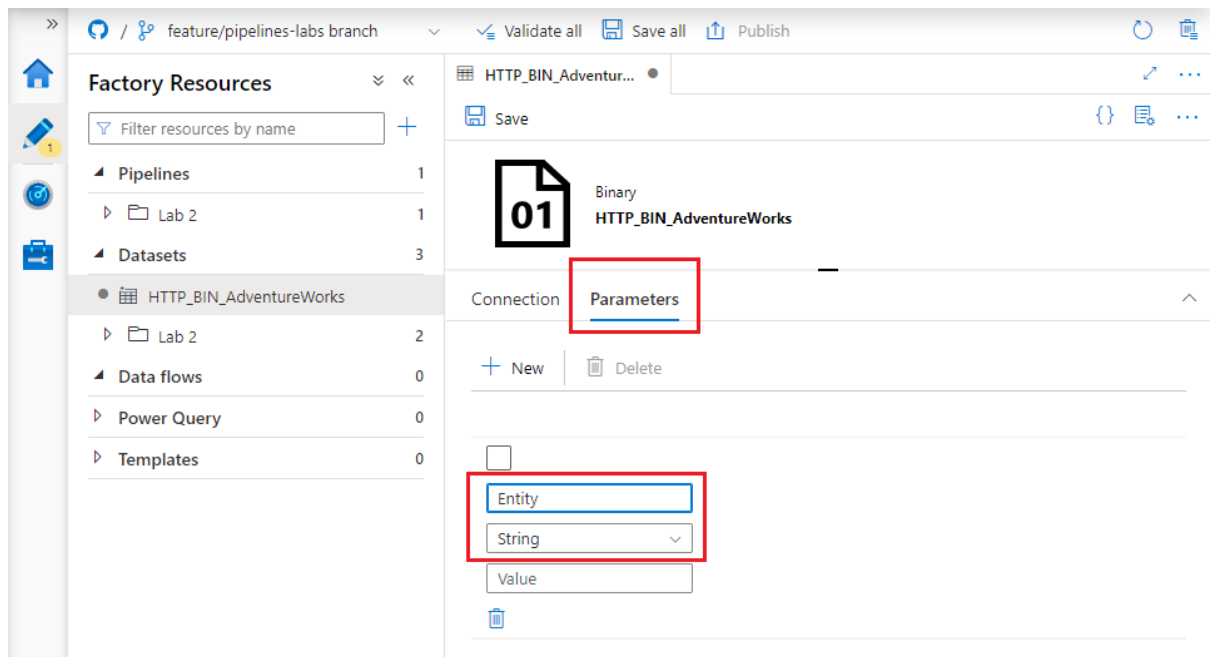 »
/ feature/pipelines-labs branch
Validate all
Save all
Publish
1
Factory Resources
«
Filter resources by name
Pipelines 1
Lab 2 1
Datasets 3
HTTP_BIN_AdventureWorks
Lab 2 2
Data flows 0
Power Query 0
Templates 0
HTTP_BIN_Adventur...
Save
{}
01
Binary
HTTP_BIN_AdventureWorks
Connection
Parameters
New
Delete
Entity
String
Value